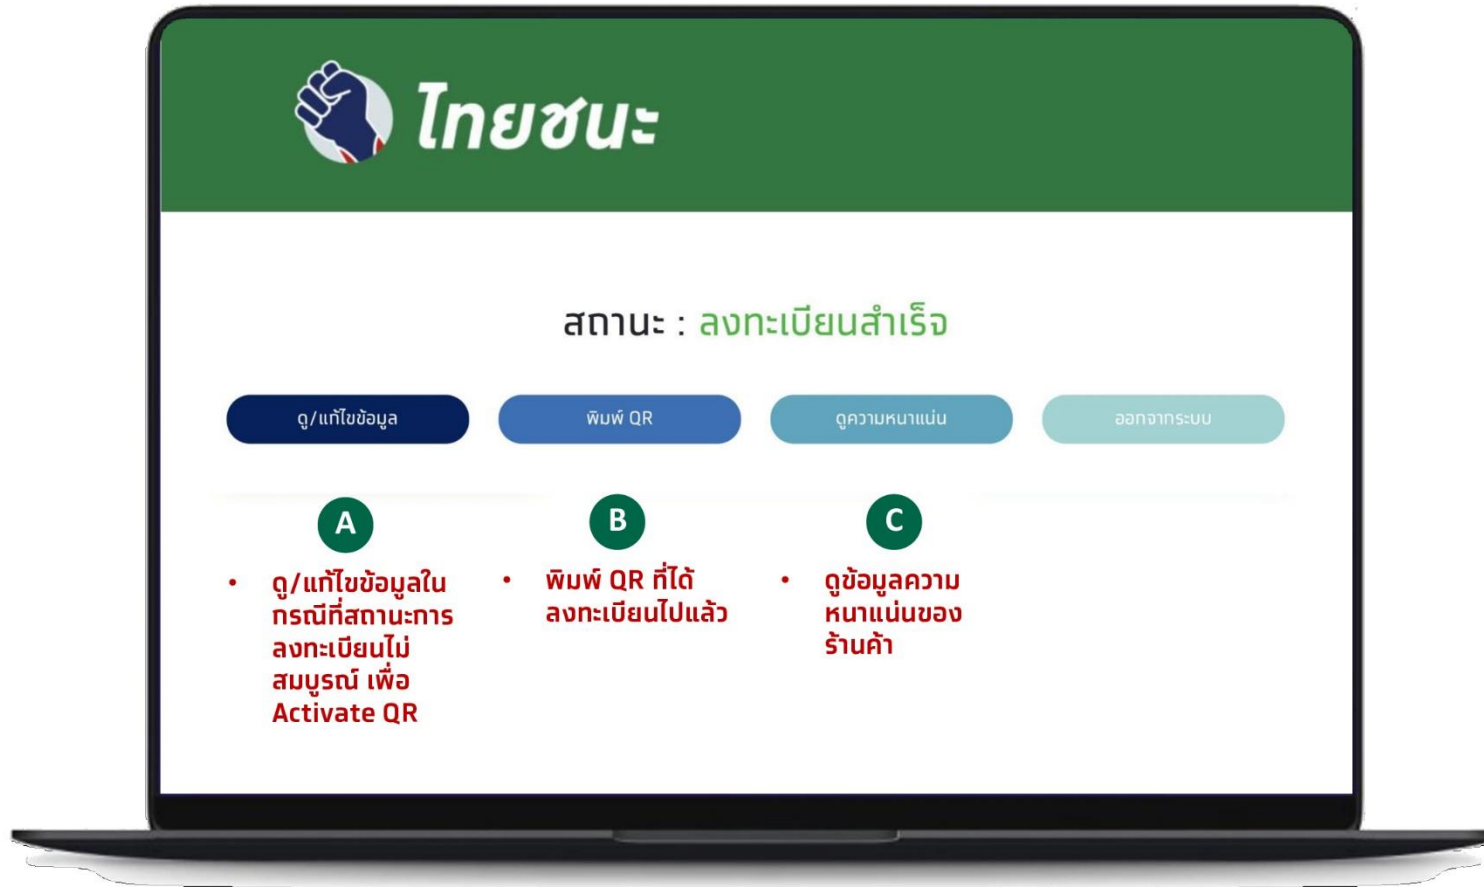 ไทยชนะ
สถานะ : ลงทะเบียนสำเร็จ
ดู/แก้ไขข้อมูล
พิมพ์ QR
ดูความหนาแน่น
ออกจากระบบ
A
• ดู/แก้ไขข้อมูลใน
กรณีที่สถานะการ
ลงทะเบียนไม่
สมบูรณ์ เพื่อ
Activate QR
B
• พิมพ์ QR ที่ได้
ลงทะเบียนไปแล้ว
C
• ดูข้อมูลความ
หนาแน่นของ
ร้านค้า